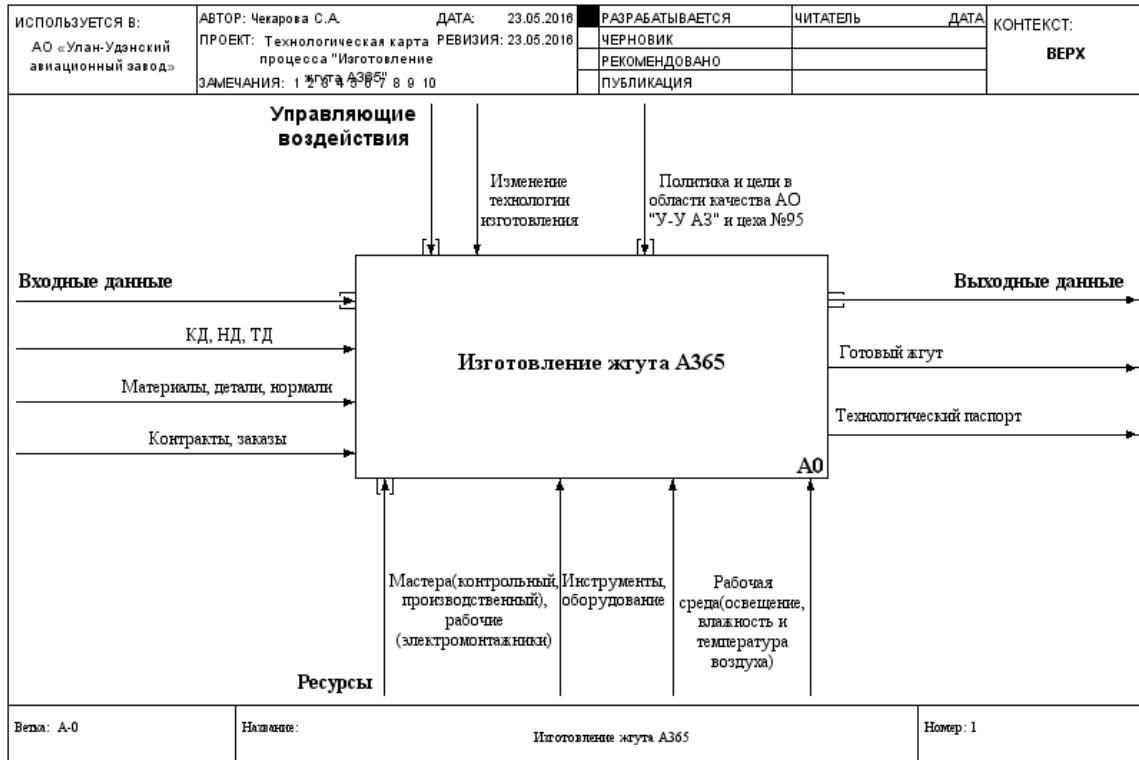 ИСПОЛЬЗУЕТСЯ В:
АО «Улан-Удэнский
авиационный завод»
АВТОР: Чекарова С.А.
ДАТА: 23.05.2016
ПРОЕКТ: Технологическая карта
процесса "Изготовление
жгута А365"
РЕВИЗИЯ: 23.05.2016
ЗАМЕЧАНИЯ: 1 2 3 4 5 6 7 8 9 10
РАЗРАБАТЫВАЕТСЯ
ЧЕРНОВИК
РЕКОМЕНДОВАНО
ПУБЛИКАЦИЯ
ЧИТАТЕЛЬ ДАТА
КОНТЕКСТ:
ВЕРХ
Управляющие
воздействия
Изменение
технологии
изготовления
Политика и цели в
области качества АО
"У-У АЗ" и цеха №95
Входные данные
КД, НД, ТД
Материалы, детали, нормали
Контракты, заказы
Изготовление жгута А365
А0
Выходные данные
Готовый жгут
Технологический паспорт
Мастера(контрольный,
производственный),
рабочие
(электромонтажники)
Инструменты,
оборудование
Рабочая
среда(освещение,
влажность и
температура
воздуха)
Ресурсы
Ветка: А-0
Название:
Изготовление жгута А365
Номер: 1